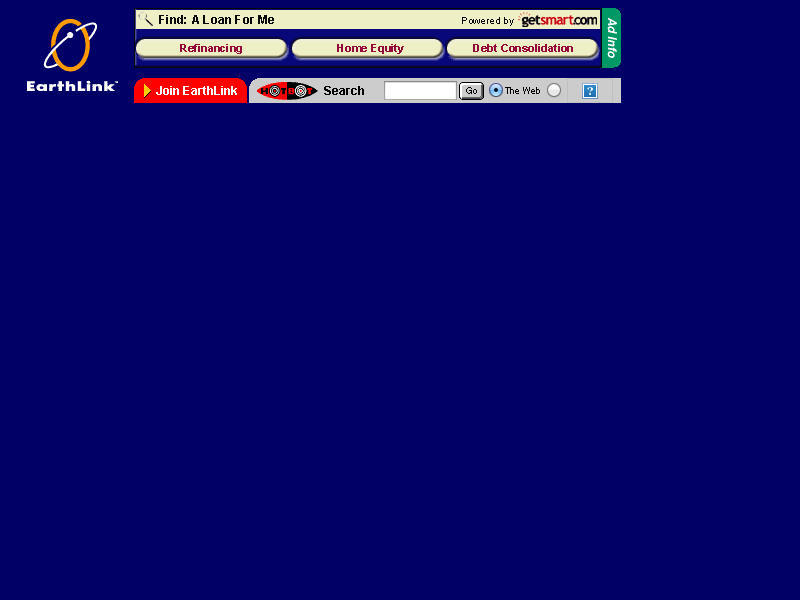 Find: A Loan For Me
Powered by getsmart.com
Ad Info
Refinancing
Home Equity
Debt Consolidation
EarthLink™
Join EarthLink
HOTBOT
Search
Go
The Web
?